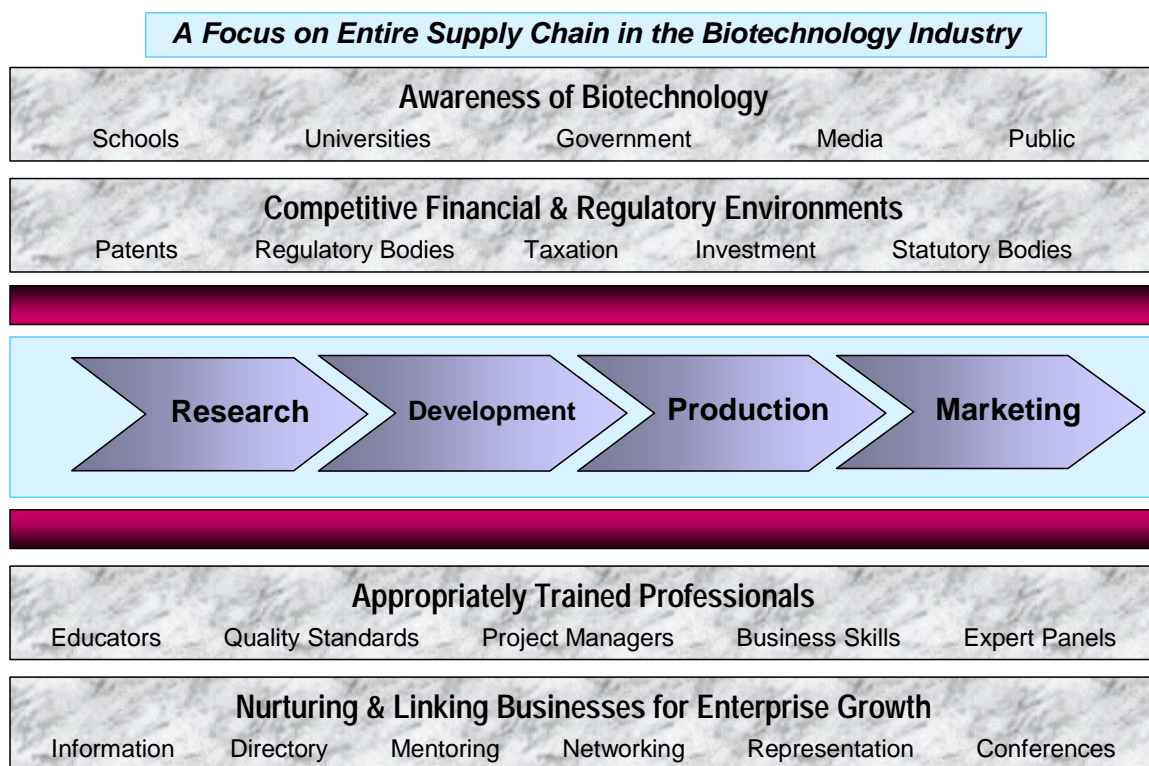 A Focus on Entire Supply Chain in the Biotechnology Industry
Awareness of Biotechnology
Schools Universities Government Media Public
Competitive Financial & Regulatory Environments
Patents Regulatory Bodies Taxation Investment Statutory Bodies
Research Development Production Marketing
Appropriately Trained Professionals
Educators Quality Standards Project Managers Business Skills Expert Panels
Nurturing & Linking Businesses for Enterprise Growth
Information Directory Mentoring Networking Representation Conferences